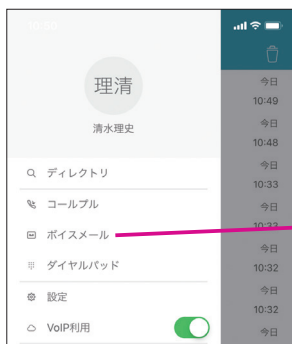 理清
清水理史
ディレクトリ
コールプル
ボイスメール
ダイヤルパッド
設定
VoIP利用
今日
10:49
今日
10:48
今日
10:33
今日
10:33
今日
10:32
今日
10:32
今日